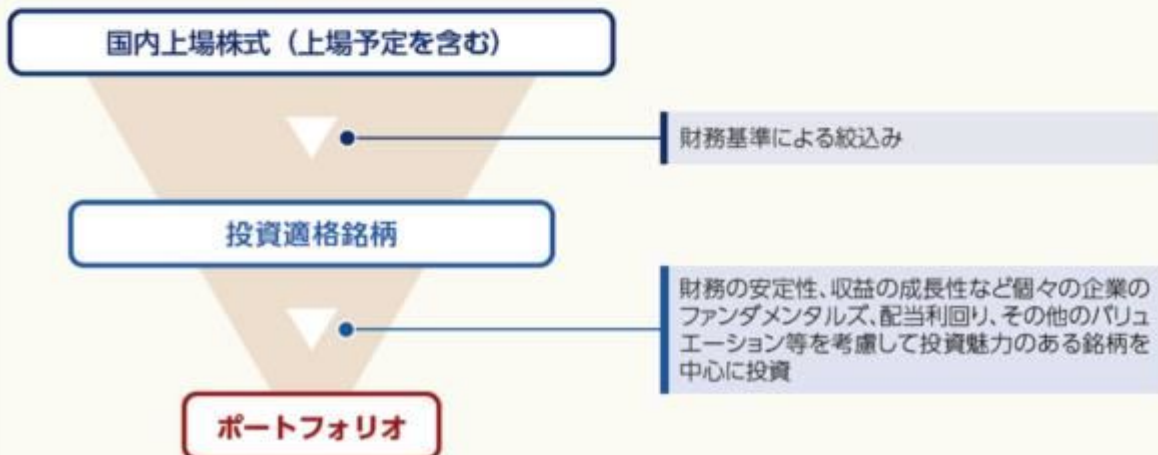 国内上場株式（上場予定を含む）
財務基準による絞込み
投資適格銘柄
財務の安定性、収益の成長性など個々の企業の
ファンダメンタルズ、配当利回り、その他のバリュ
エーション等を考慮して投資魅力のある銘柄を
中心に投資
ポートフォリオ